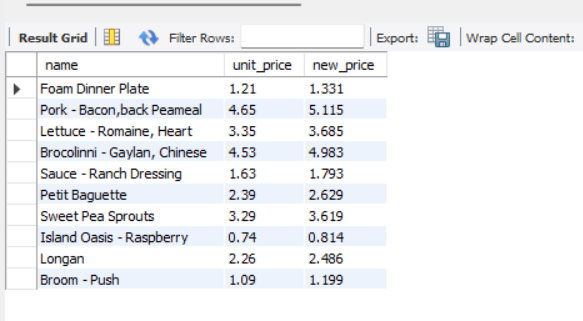 Result Grid Filter Rows: Export: Wrap Cell Content:
name unit_price new_price
Foam Dinner Plate 1.21 1.331
Pork - Bacon,back Peameal 4.65 5.115
Lettuce - Romaine, Heart 3.35 3.685
Brocolinni - Gaylan, Chinese 4.53 4.983
Sauce - Ranch Dressing 1.63 1.793
Petit Baguette 2.39 2.629
Sweet Pea Sprouts 3.29 3.619
Island Oasis - Raspberry 0.74 0.814
Longan 2.26 2.486
Broom - Push 1.09 1.199